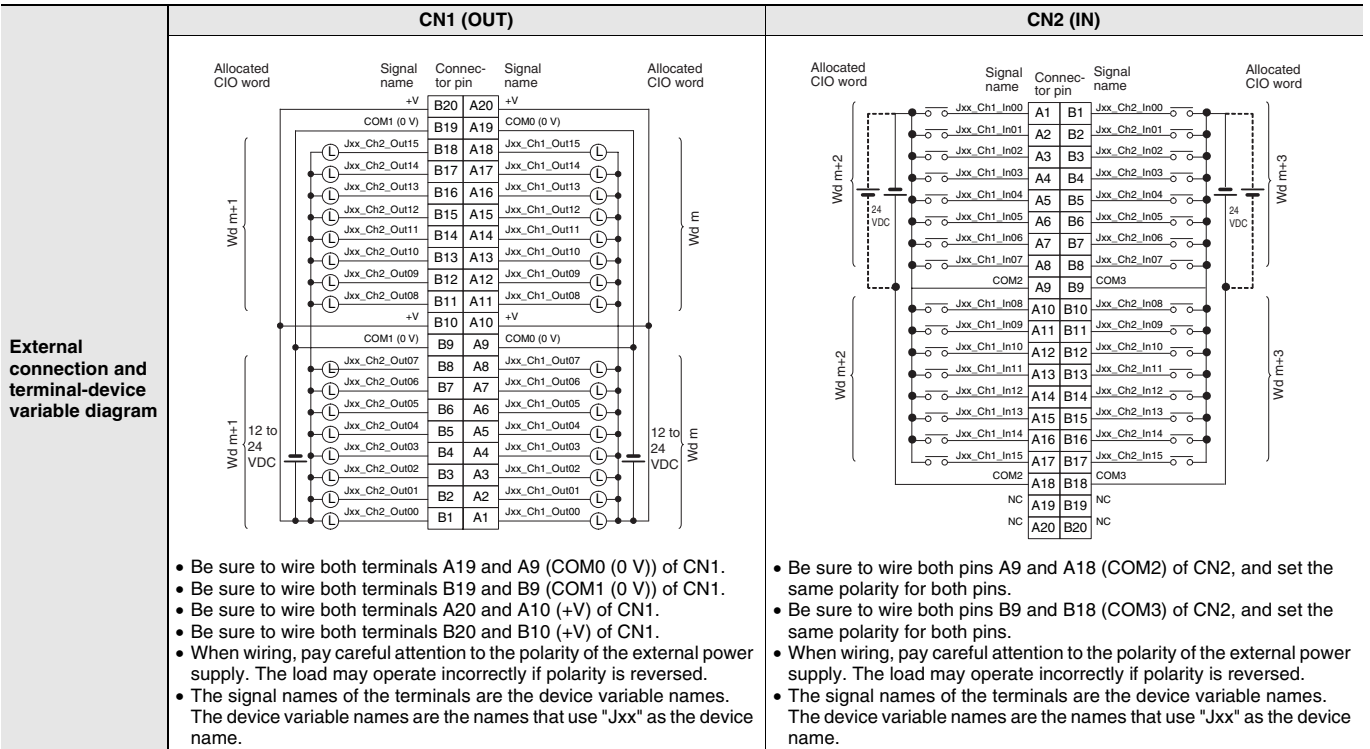 CN1 (OUT)
CN2 (IN)
External
connection and
terminal-device
variable diagram
Allocated
CIO word
Signal
name
Connec-
tor pin
Signal
name
Allocated
CIO word
+V B20 A20 +V
COM1 (0 V) B19 A19 COM0 (0 V)
Jxx_Ch2_Out15 B18 A18 Jxx_Ch1_Out15
L Jxx_Ch2_Out14 B17 A17 Jxx_Ch1_Out14 L
L Jxx_Ch2_Out13 B16 A16 Jxx_Ch1_Out13 L
L Jxx_Ch2_Out12 B15 A15 Jxx_Ch1_Out12 L
L Jxx_Ch2_Out11 B14 A14 Jxx_Ch1_Out11 L
L Jxx_Ch2_Out10 B13 A13 Jxx_Ch1_Out10 L
L Jxx_Ch2_Out09 B12 A12 Jxx_Ch1_Out09 L
L Jxx_Ch2_Out08 B11 A11 Jxx_Ch1_Out08 L
L +V B10 A10 +V L
COM1 (0 V) B9 A9 COM0 (0 V)
Jxx_Ch2_Out07 B8 A8 Jxx_Ch1_Out07
L Jxx_Ch2_Out06 B7 A7 Jxx_Ch1_Out06 L
L Jxx_Ch2_Out05 B6 A6 Jxx_Ch1_Out05 L
L Jxx_Ch2_Out04 B5 A5 Jxx_Ch1_Out04 L
L Jxx_Ch2_Out03 B4 A4 Jxx_Ch1_Out03 L
L Jxx_Ch2_Out02 B3 A3 Jxx_Ch1_Out02 L
L Jxx_Ch2_Out01 B2 A2 Jxx_Ch1_Out01 L
L Jxx_Ch2_Out00 B1 A1 Jxx_Ch1_Out00 L
Wd m+1
Wd m
Wd m+1
12 to
24
VDC
12 to
24
VDC
Wd m
• Be sure to wire both terminals A19 and A9 (COM0 (0 V)) of CN1.
• Be sure to wire both terminals B19 and B9 (COM1 (0 V)) of CN1.
• Be sure to wire both terminals A20 and A10 (+V) of CN1.
• Be sure to wire both terminals B20 and B10 (+V) of CN1.
• When wiring, pay careful attention to the polarity of the external power
supply. The load may operate incorrectly if polarity is reversed.
• The signal names of the terminals are the device variable names.
The device variable names are the names that use "Jxx" as the device
name.
Allocated
CIO word
Signal
name
Connec-
tor pin
Signal
name
Allocated
CIO word
Jxx_Ch1_In00 A1 B1 Jxx_Ch2_In00
Jxx_Ch1_In01 A2 B2 Jxx_Ch2_In01
Jxx_Ch1_In02 A3 B3 Jxx_Ch2_In02
Jxx_Ch1_In03 A4 B4 Jxx_Ch2_In03
Jxx_Ch1_In04 A5 B5 Jxx_Ch2_In04
Jxx_Ch1_In05 A6 B6 Jxx_Ch2_In05
Jxx_Ch1_In06 A7 B7 Jxx_Ch2_In06
Jxx_Ch1_In07 A8 B8 Jxx_Ch2_In07
COM2 A9 B9 COM3
Jxx_Ch1_In08 A10 B10 Jxx_Ch2_In08
Jxx_Ch1_In09 A11 B11 Jxx_Ch2_In09
Jxx_Ch1_In10 A12 B12 Jxx_Ch2_In10
Jxx_Ch1_In11 A13 B13 Jxx_Ch2_In11
Jxx_Ch1_In12 A14 B14 Jxx_Ch2_In12
Jxx_Ch1_In13 A15 B15 Jxx_Ch2_In13
Jxx_Ch1_In14 A16 B16 Jxx_Ch2_In14
Jxx_Ch1_In15 A17 B17 Jxx_Ch2_In15
COM2 A18 B18 COM3
NC A19 B19 NC
NC A20 B20 NC
Wd m+2
24
VDC
24
VDC
Wd m+3
Wd m+2
Wd m+3
• Be sure to wire both pins A9 and A18 (COM2) of CN2, and set the
same polarity for both pins.
• Be sure to wire both pins B9 and B18 (COM3) of CN2, and set the
same polarity for both pins.
• When wiring, pay careful attention to the polarity of the external power
supply. The load may operate incorrectly if polarity is reversed.
• The signal names of the terminals are the device variable names.
The device variable names are the names that use "Jxx" as the device
name.